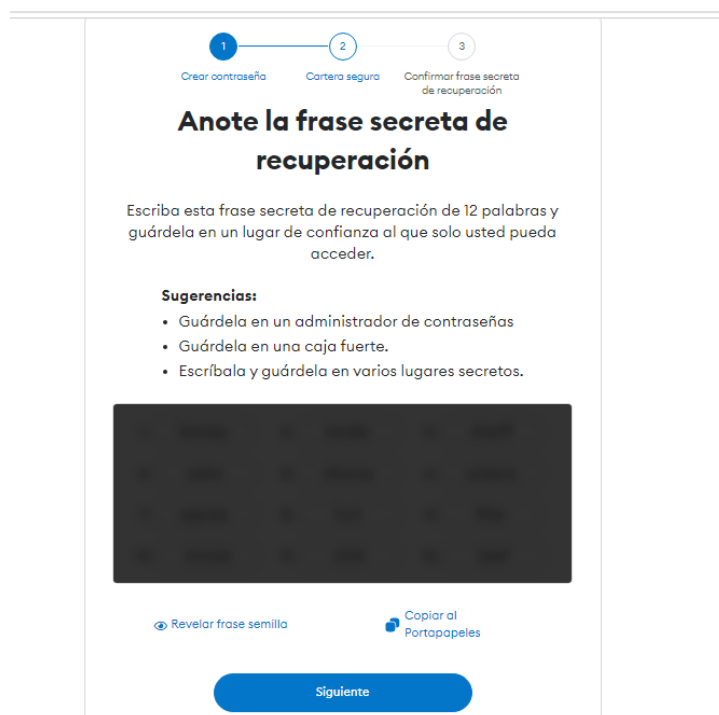 1 2 3
Crear contraseña Cartera segura Confirmar frase secreta
de recuperación
Anote la frase secreta de
recuperación
Escriba esta frase secreta de recuperación de 12 palabras y
guárdela en un lugar de confianza al que solo usted pueda
acceder.
Sugerencias:
• Guárdela en un administrador de contraseñas
• Guárdela en una caja fuerte.
• Escríbala y guárdela en varios lugares secretos.
Revelar frase semilla
Copiar al
Portapapeles
Siguiente